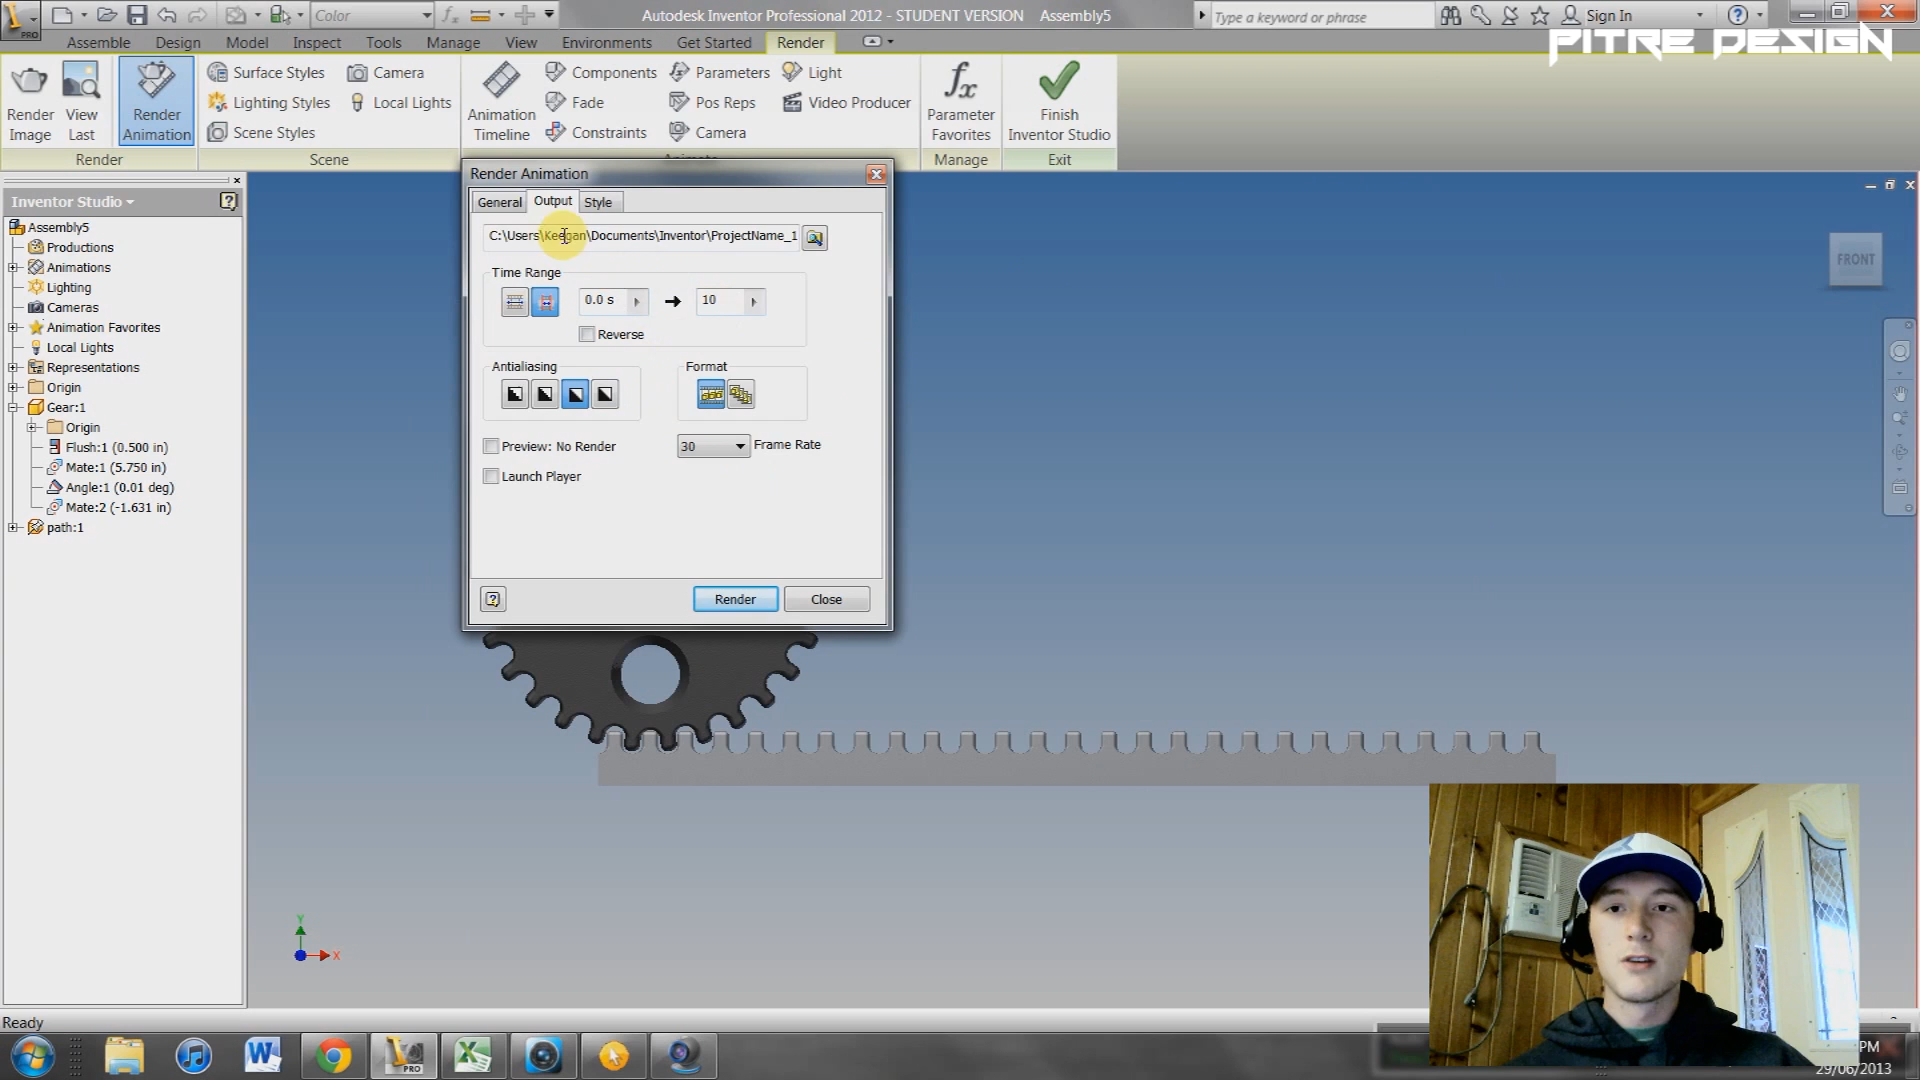 PRO
Color
Autodesk Inventor Professional 2012 - STUDENT VERSION Assembly5
Type a keyword or phrase
Sign In
Assemble Design Model Inspect Tools Manage View Environments Get Started Render
PITRE DESIGN
Render Image
View Last
Render Animation
Surface Styles
Lighting Styles
Scene Styles
Camera
Local Lights
Animation Timeline
Components
Fade
Constraints
Parameters
Pos Reps
Camera
Light
Video Producer
fx
Parameter Favorites
Finish Inventor Studio
Render
Scene
Manage
Exit
Inventor Studio
Assembly5
Productions
Animations
Lighting
Cameras
Animation Favorites
Local Lights
Representations
Origin
Gear:1
Origin
Flush:1 (0.500 in)
Mate:1 (5.750 in)
Angle:1 (0.01 deg)
Mate:2 (-1.631 in)
path:1
Render Animation
General Output Style
C:\Users\Keegan\Documents\Inventor\ProjectName_1
Time Range
0.0 s
10
Reverse
Antialiasing
Format
Preview: No Render
30
Frame Rate
Launch Player
Render
Close
FRONT
Y
X
Ready
PRO
PM
29/06/2013